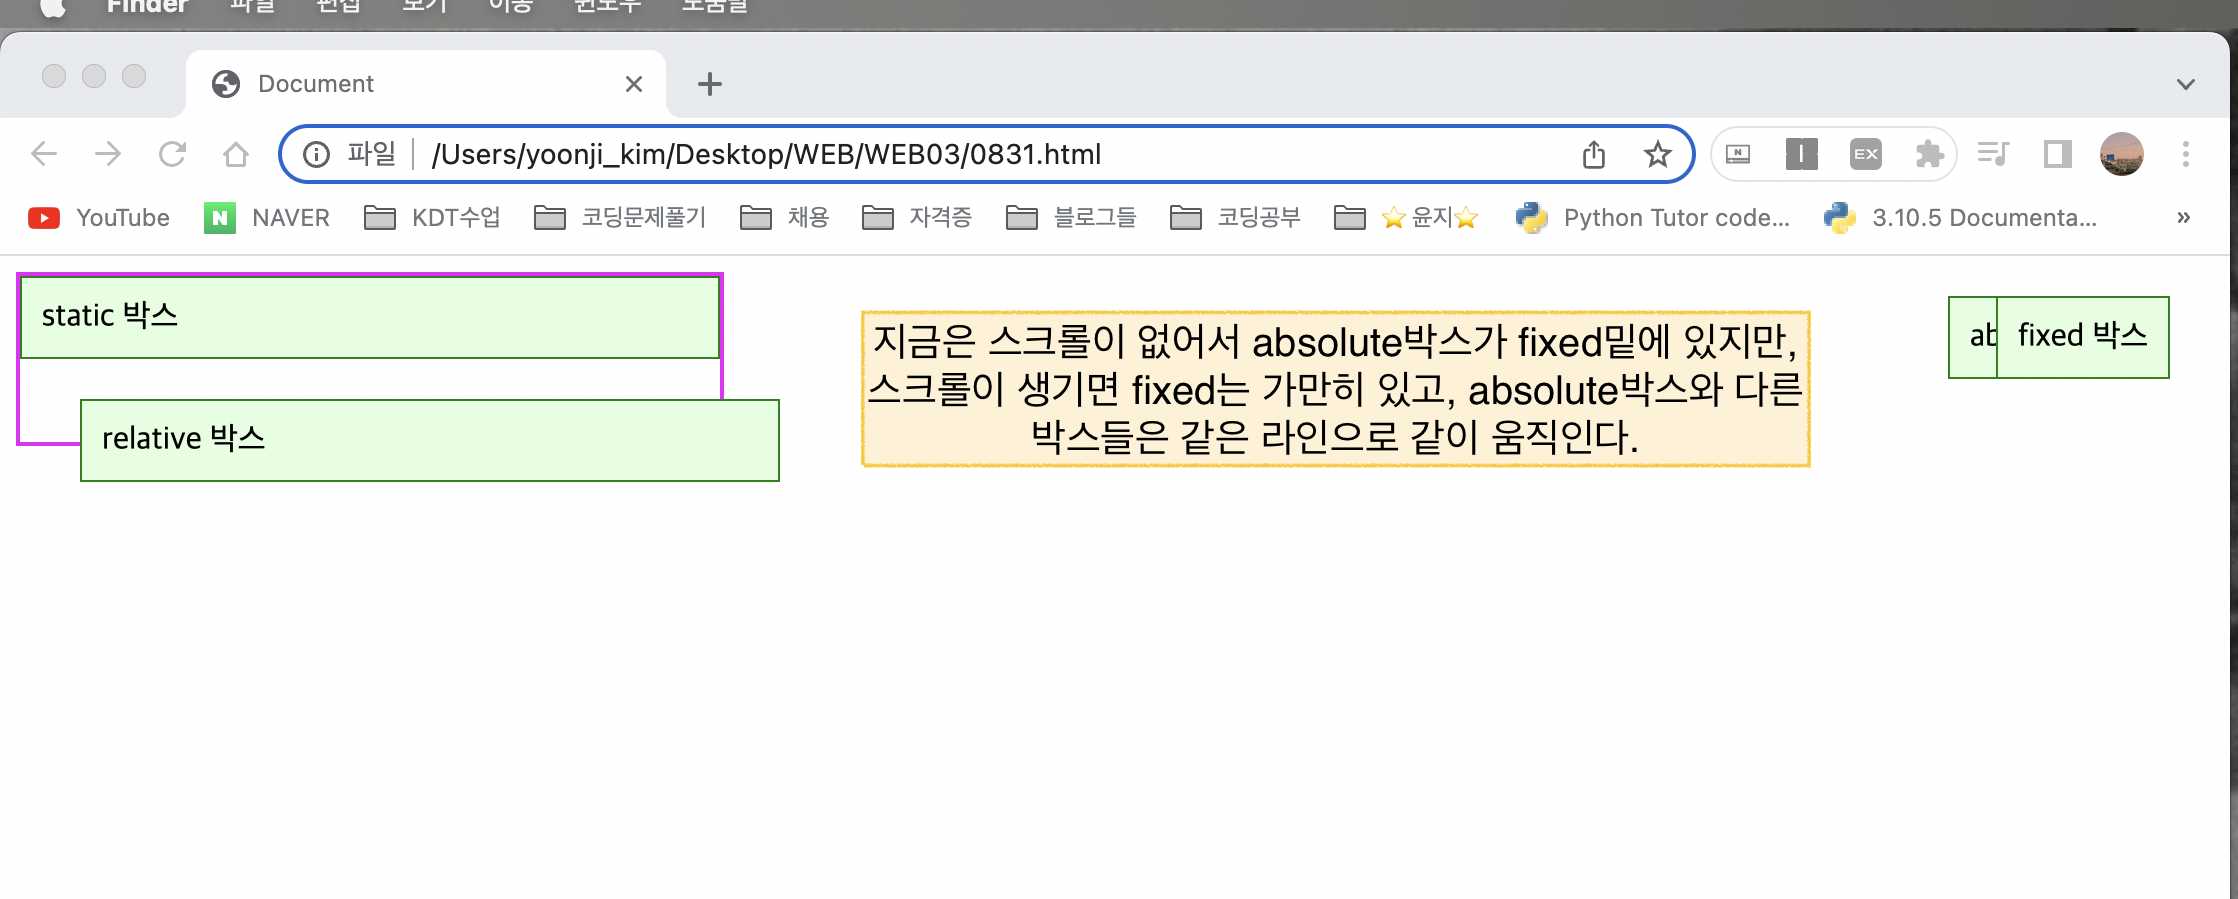 Finder 파일 편집 보기 이동 윈도우 도움말
Document
파일 /Users/yoonji_kim/Desktop/WEB/WEB03/0831.html
EX
YouTube N NAVER KDT수업 코딩문제풀기 채용 자격증 블로그들 코딩공부 ⭐윤지⭐ Python Tutor code... 3.10.5 Documenta... »
static 박스
relative 박스
지금은 스크롤이 없어서 absolute박스가 fixed밑에 있지만,
스크롤이 생기면 fixed는 가만히 있고, absolute박스와 다른
박스들은 같은 라인으로 같이 움직인다.
ab
fixed 박스